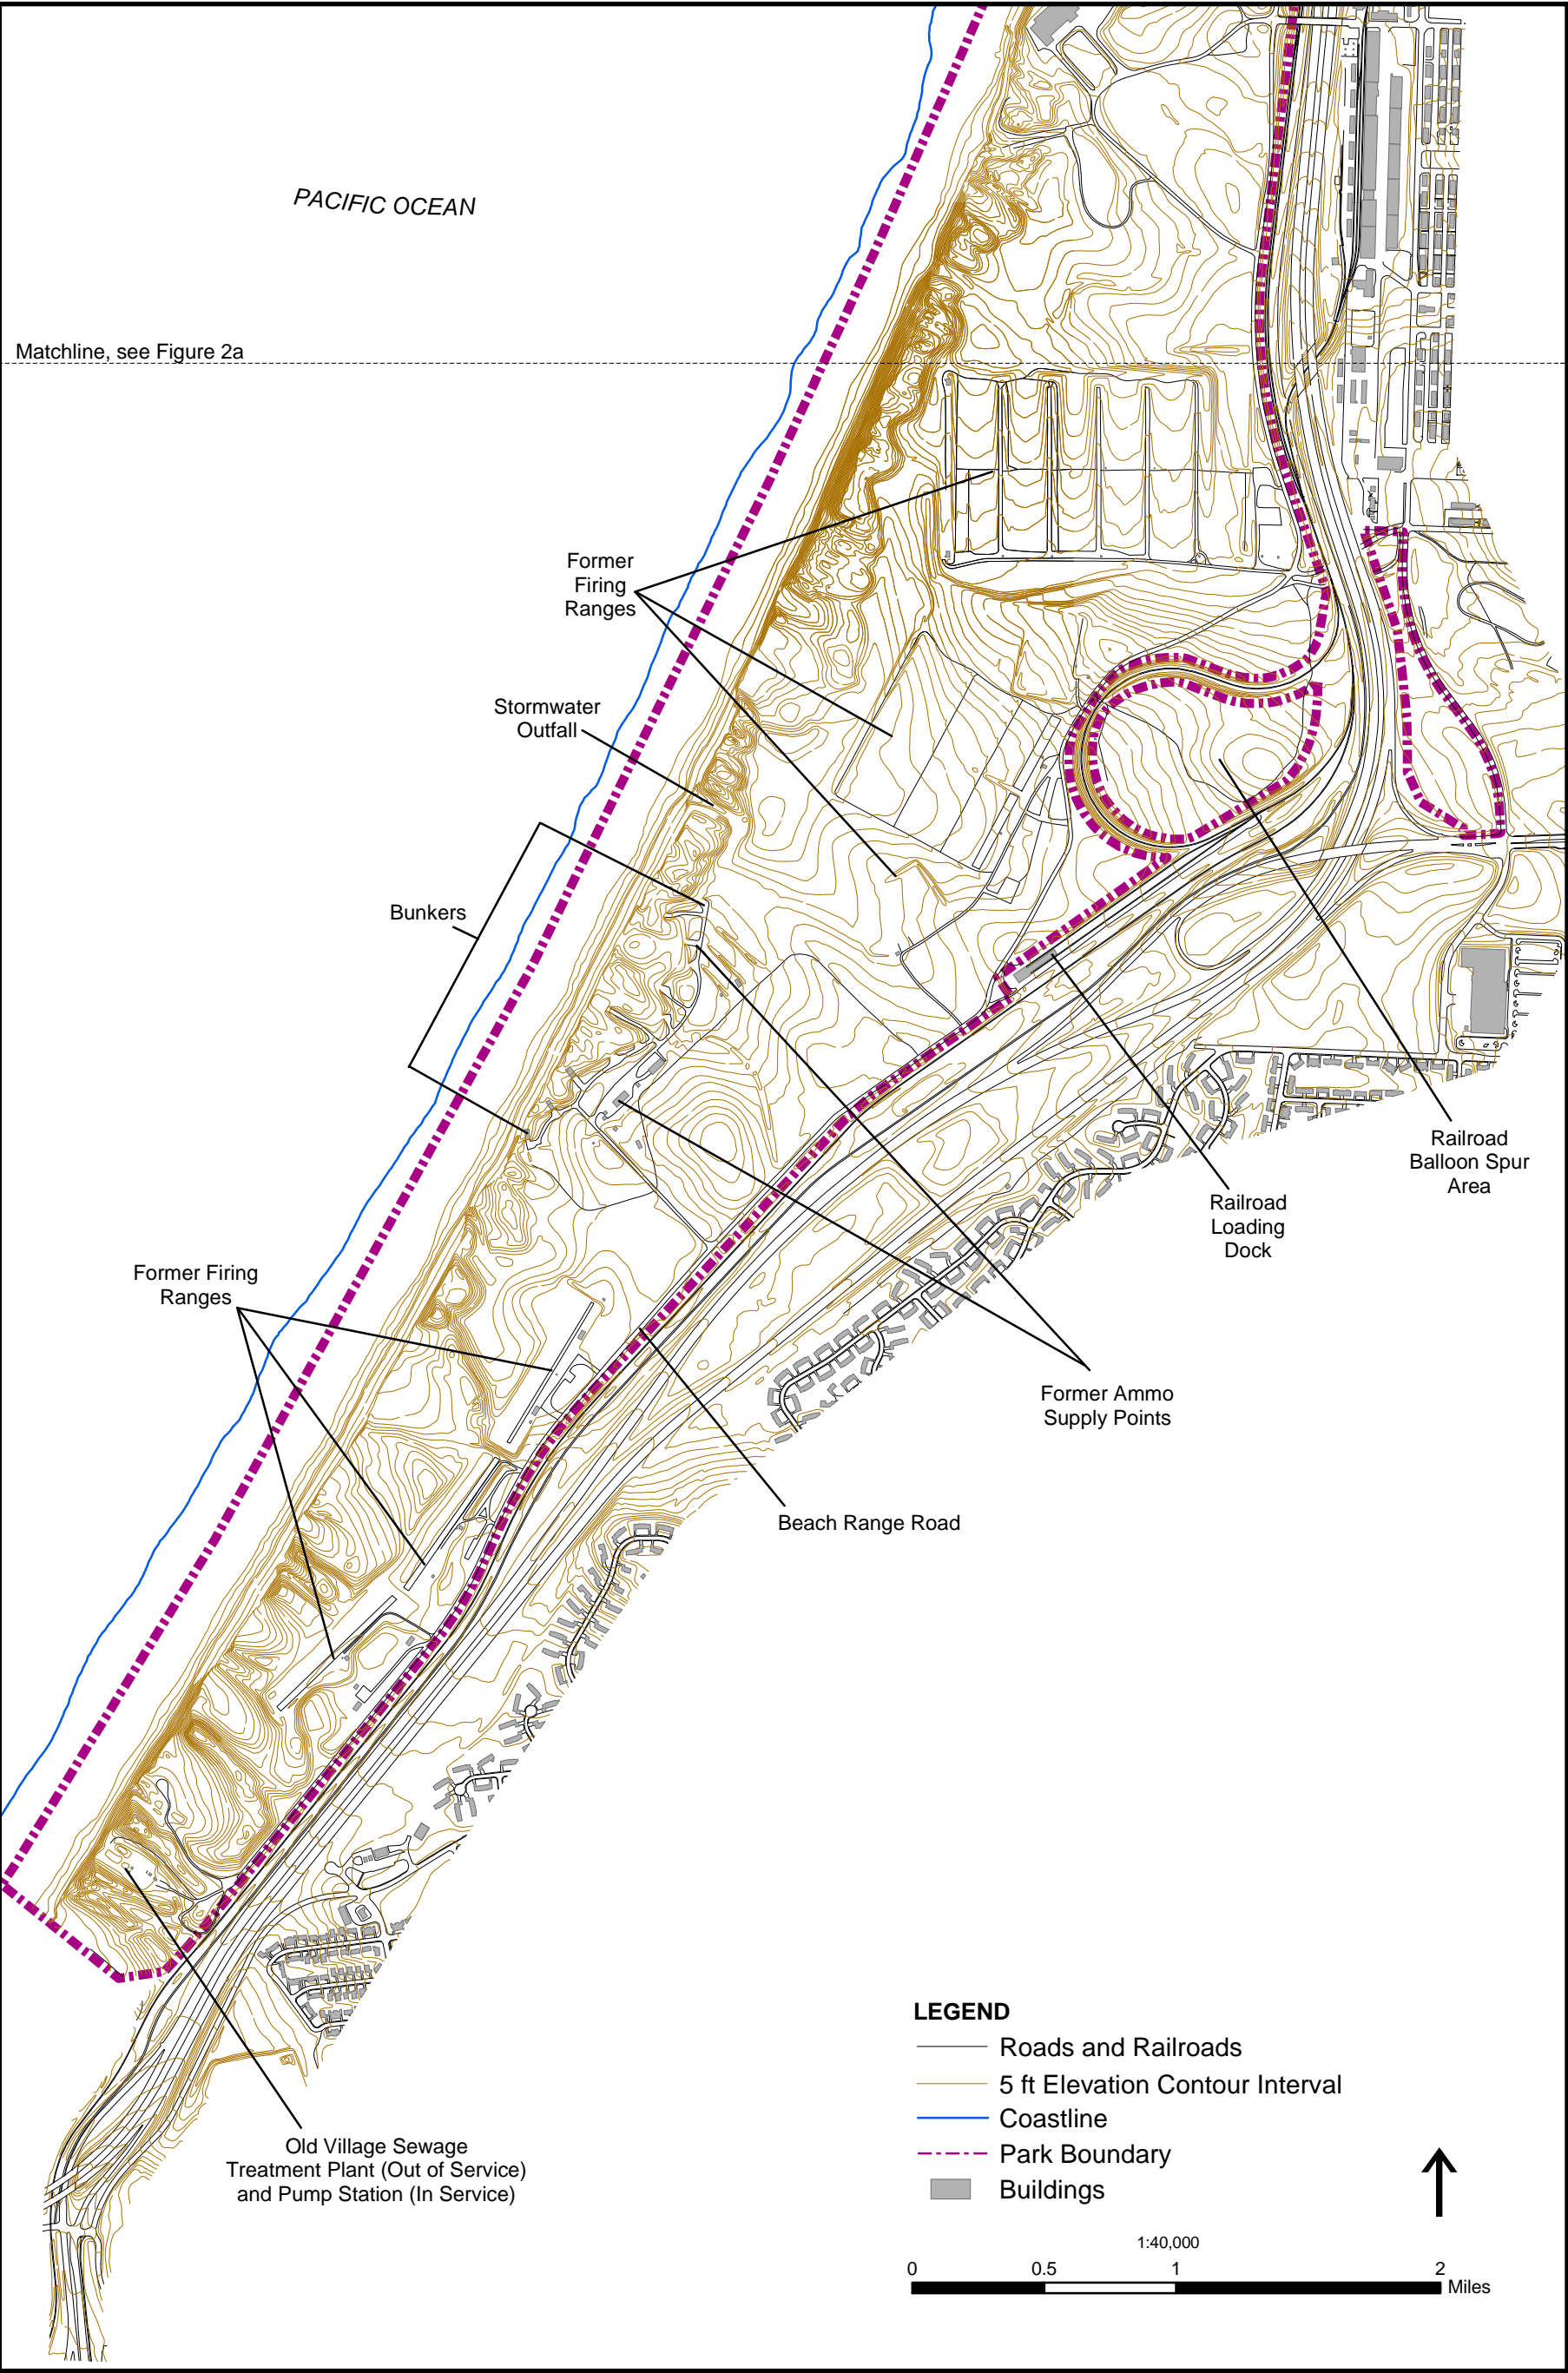 PACIFIC OCEAN
Matchline, see Figure 2a
Former
Firing
Ranges
Stormwater
Outfall
Bunkers
Railroad
Balloon Spur
Area
Railroad
Loading
Dock
Former Firing
Ranges
Former Ammo
Supply Points
Beach Range Road
Old Village Sewage
Treatment Plant (Out of Service)
and Pump Station (In Service)
LEGEND
Roads and Railroads
5 ft Elevation Contour Interval
Coastline
Park Boundary
Buildings
1:40,000
0 0.5 1 2
Miles